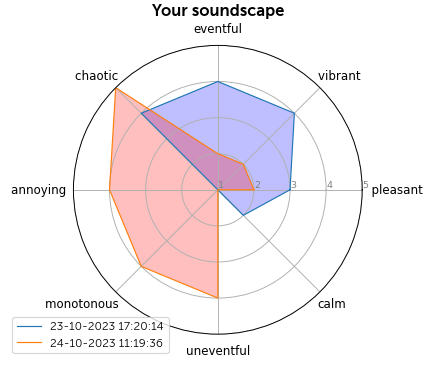 Your soundscape
eventful
chaotic
vibrant
annoying
1 2 3 4 5
pleasant
monotonous
calm
23-10-2023 17:20:14
24-10-2023 11:19:36
uneventful